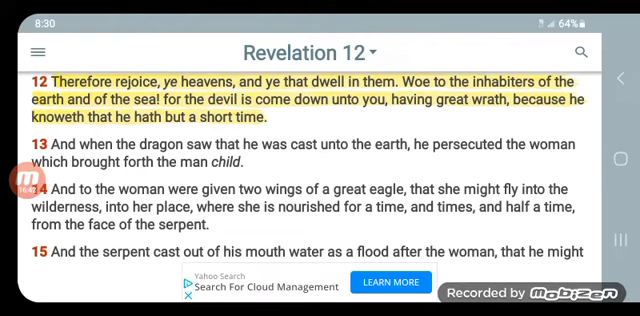 8:30
64%
Revelation 12
12 Therefore rejoice, ye heavens, and ye that dwell in them. Woe to the inhabiters of the
earth and of the sea! for the devil is come down unto you, having great wrath, because he
knoweth that he hath but a short time.
13 And when the dragon saw that he was cast unto the earth, he persecuted the woman
which brought forth the man child.
14 And to the woman were given two wings of a great eagle, that she might fly into the
wilderness, into her place, where she is nourished for a time, and times, and half a time,
from the face of the serpent.
15 And the serpent cast out of his mouth water as a flood after the woman, that he might
16:42
Yahoo Search
Search For Cloud Management
LEARN MORE
Recorded by MOBIZEN